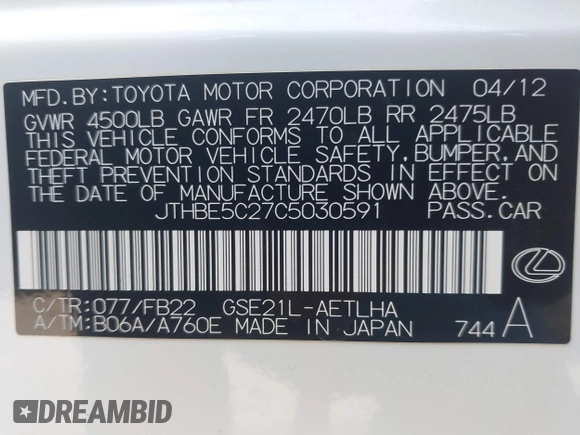 MFD.BY:TOYOTA MOTOR CORPORATION 04/12
GVWR 4500LB GAWR FR 2470LB RR 2475LB
THIS VEHICLE CONFORMS TO ALL APPLICABLE
FEDERAL MOTOR VEHICLE SAFETY,BUMPER,AND
THEFT PREVENTION STANDARDS IN EFFECT ON
THE DATE OF MANUFACTURE SHOWN ABOVE.
JTHBE5C27C5030591 PASS.CAR
C/TR:077/FB22 GSE21L-AETLHA
A/TM:B06A/A760E MADE IN JAPAN 744A
DREAMBID